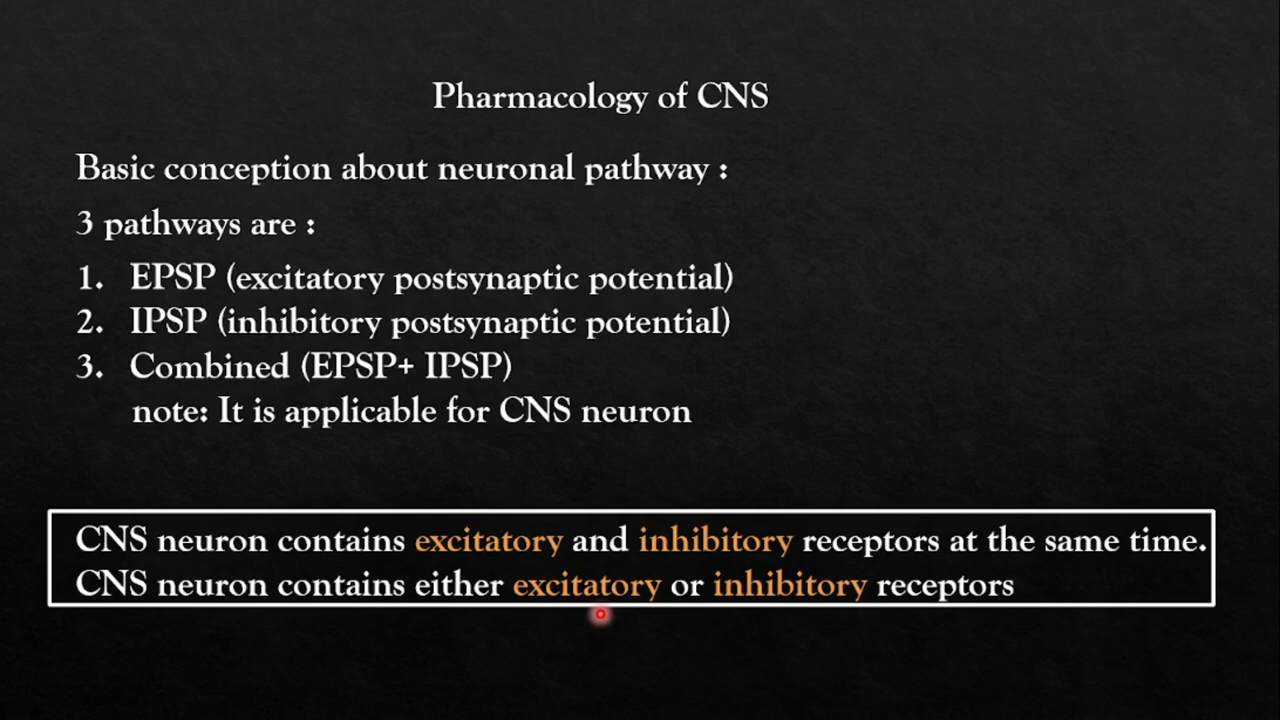 Pharmacology of CNS
Basic conception about neuronal pathway :
3 pathways are :
1. EPSP (excitatory postsynaptic potential)
2. IPSP (inhibitory postsynaptic potential)
3. Combined (EPSP+ IPSP)
note: It is applicable for CNS neuron
CNS neuron contains excitatory and inhibitory receptors at the same time.
CNS neuron contains either excitatory or inhibitory receptors